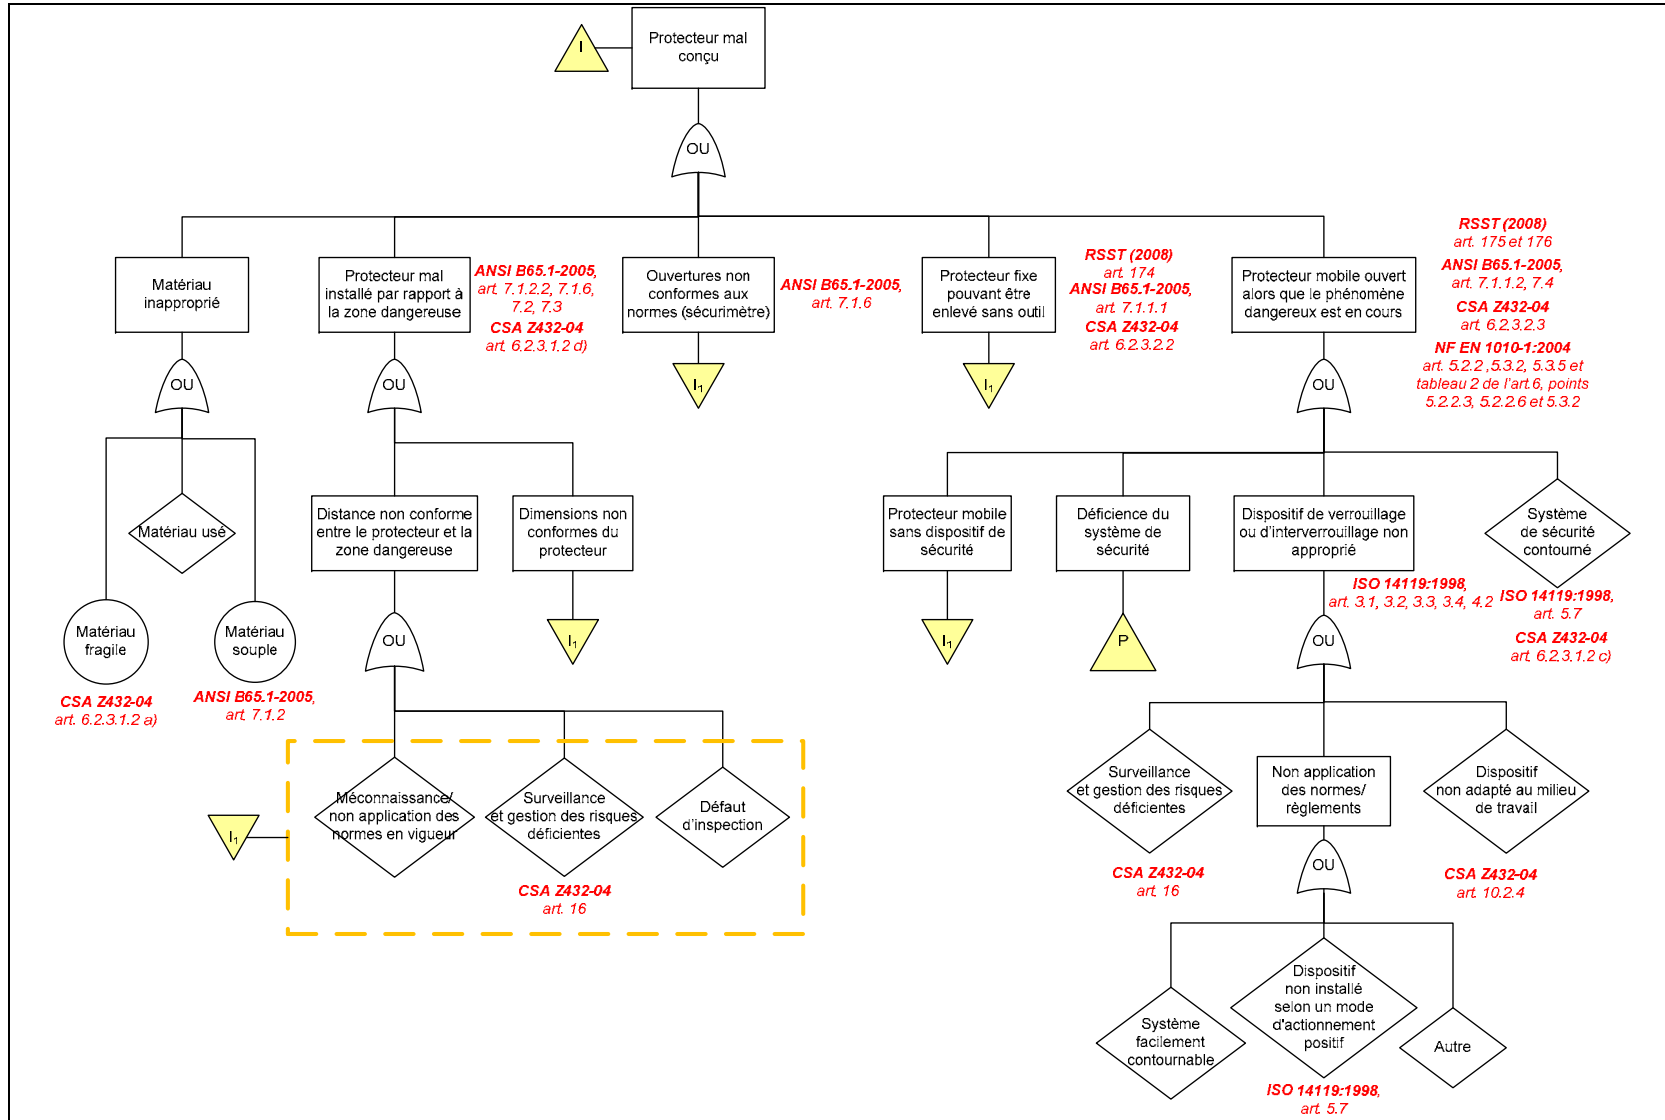 Protecteur mal
conçu
I
OU
Matériau
inapproprié
Protecteur mal
installé par rapport à
la zone dangereuse
ANSI B65.1-2005,
art. 7.1.2.2, 7.1.6,
7.2, 7.3
CSA Z432-04
art. 6.2.3.1.2 d)
Ouvertures non
conformes aux
normes (sécurimètre)
ANSI B65.1-2005,
art. 7.1.6
Protecteur fixe
pouvant être
enlevé sans outil
RSST (2008)
art. 174
ANSI B65.1-2005,
art. 7.1.1.1
CSA Z432-04
art. 6.2.3.2.2
Protecteur mobile ouvert
alors que le phénomène
dangereux est en cours
RSST (2008)
art. 175 et 176
ANSI B65.1-2005,
art. 7.1.1.2, 7.4
CSA Z432-04
art. 6.2.3.2.3
NF EN 1010-1:2004
art. 5.2.2 ,5.3.2, 5.3.5 et
tableau 2 de l'art.6, points
5.2.2.3, 5.2.2.6 et 5.3.2
OU
OU
I1
I1
OU
Matériau usé
Distance non conforme
entre le protecteur et la
zone dangereuse
Dimensions non
conformes du
protecteur
Protecteur mobile
sans dispositif de
sécurité
Déficience du
système de
sécurité
Dispositif de verrouillage
ou d'interverrouillage non
approprié
Système
de sécurité
contourné
ISO 14119:1998,
art. 3.1, 3.2, 3.3, 3.4, 4.2
ISO 14119:1998,
art. 5.7
CSA Z432-04
art. 6.2.3.1.2 c)
Matériau
fragile
Matériau
souple
OU
I1
I1
P
OU
CSA Z432-04
art. 6.2.3.1.2 a)
ANSI B65.1-2005,
art. 7.1.2
Méconnaissance/
non application des
normes en vigueur
Surveillance
et gestion des risques
déficientes
Défaut
d'inspection
I1
CSA Z432-04
art. 16
Surveillance
et gestion des risques
déficientes
Non application
des normes/
règlements
Dispositif
non adapté au milieu
de travail
CSA Z432-04
art. 16
OU
CSA Z432-04
art. 10.2.4
Système
facilement
contournable
Dispositif
non installé
selon un mode
d'actionnement
positif
Autre
ISO 14119:1998,
art. 5.7